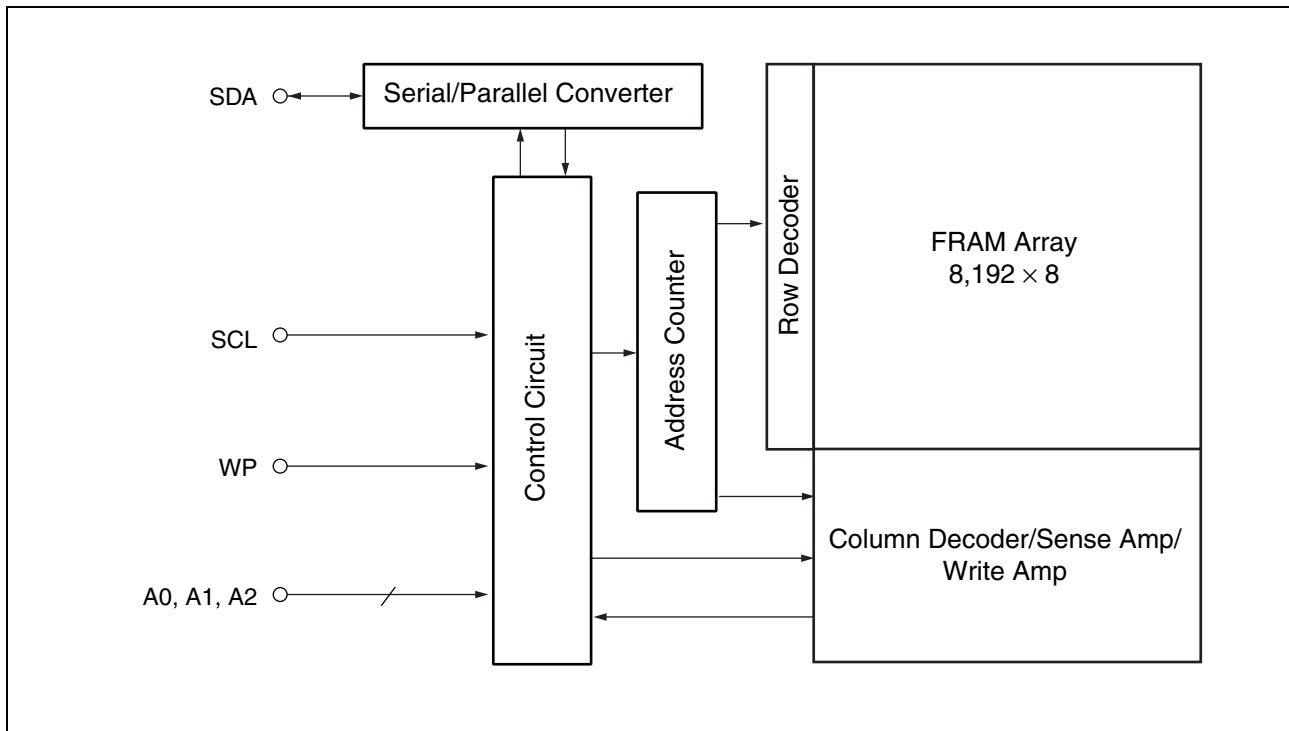 SDA
Serial/Parallel Converter
SCL
WP
A0, A1, A2
Control Circuit
Address Counter
Row Decoder
FRAM Array
8,192 × 8
Column Decoder/Sense Amp/
Write Amp